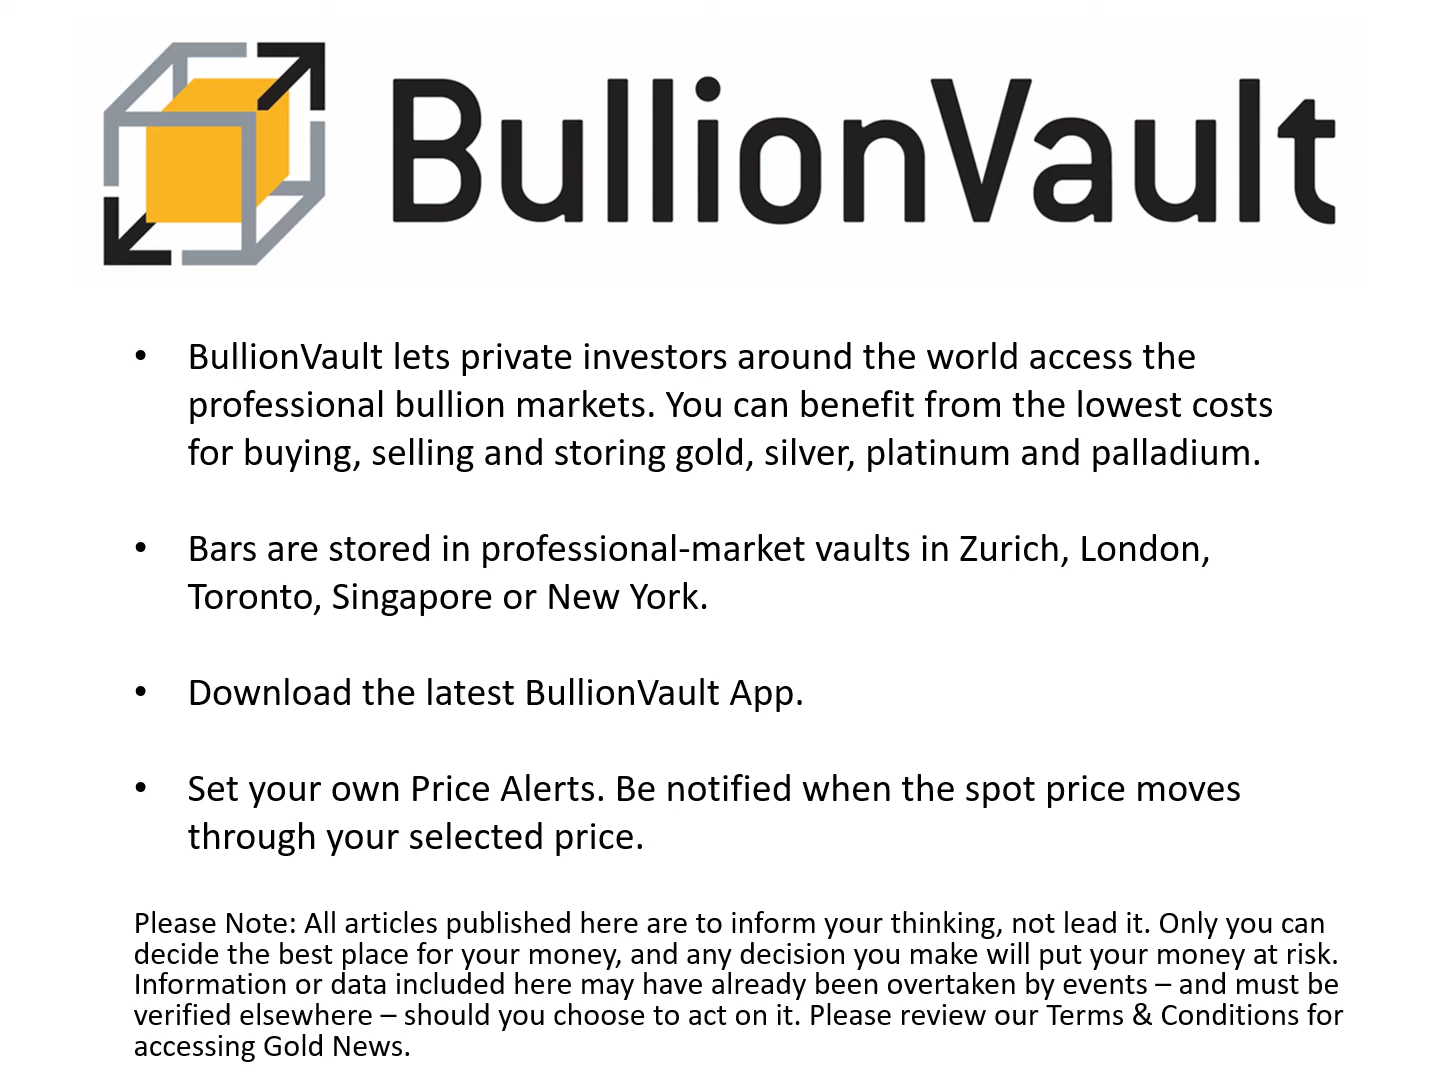 BullionVault
• BullionVault lets private investors around the world access the
professional bullion markets. You can benefit from the lowest costs
for buying, selling and storing gold, silver, platinum and palladium.
• Bars are stored in professional-market vaults in Zurich, London,
Toronto, Singapore or New York.
• Download the latest BullionVault App.
• Set your own Price Alerts. Be notified when the spot price moves
through your selected price.
Please Note: All articles published here are to inform your thinking, not lead it. Only you can
decide the best place for your money, and any decision you make will put your money at risk.
Information or data included here may have already been overtaken by events – and must be
verified elsewhere – should you choose to act on it. Please review our Terms & Conditions for
accessing Gold News.